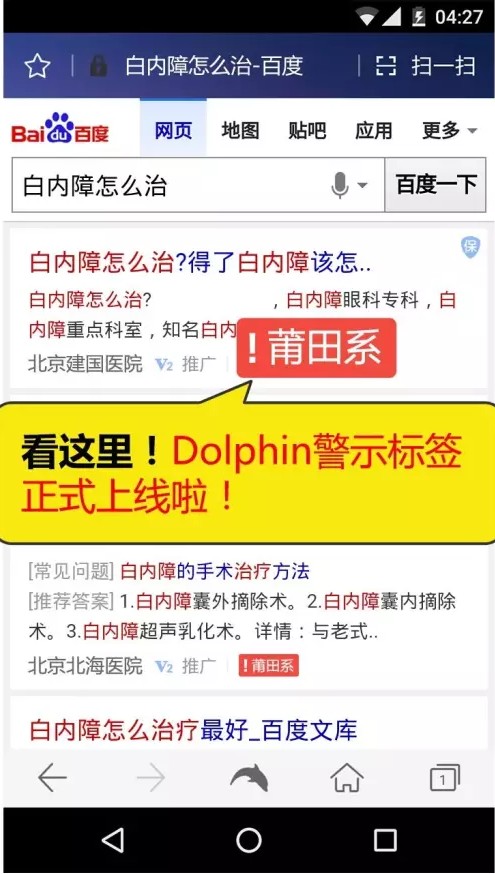 04:27
白内障怎么治-百度
扫一扫
Bai du 百度
网页
地图
贴吧
应用
更多
白内障怎么治
百度一下
保
白内障怎么治?得了白内障该怎..
白内障怎么治? ，白内障眼科专科，白
内障重点科室，知名白内
! 莆田系
北京建国医院 V2 推广
看这里！Dolphin警示标签
正式上线啦！
[常见问题] 白内障的手术治疗方法
[推荐答案] 1.白内障囊外摘除术。2.白内障囊内摘除
术。3.白内障超声乳化术。详情：与老式..
北京北海医院 V2 推广 ! 莆田系
白内障怎么治疗最好_百度文库
1